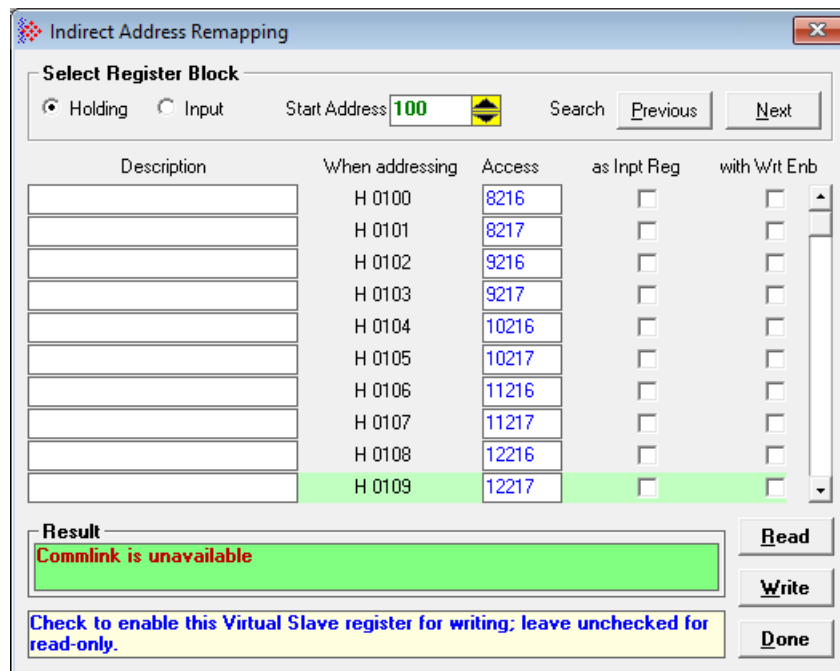 Indirect Address Remapping
Select Register Block
Holding Input Start Address 100 Search Previous Next
Description When addressing Access as Inpt Reg with Wrt Enb
H 0100 8216
H 0101 8217
H 0102 9216
H 0103 9217
H 0104 10216
H 0105 10217
H 0106 11216
H 0107 11217
H 0108 12216
H 0109 12217
Result
Commlink is unavailable
Read
Write
Check to enable this Virtual Slave register for writing; leave unchecked for
read-only.
Done